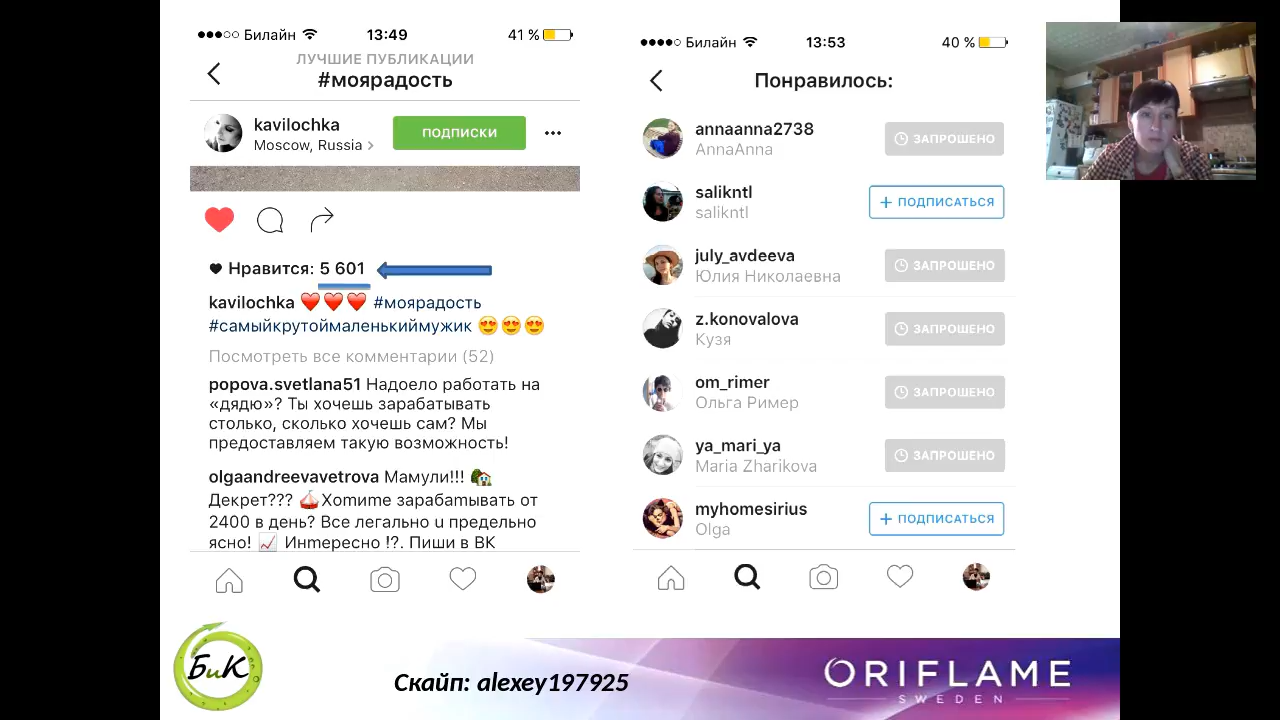 Билайн 13:49 41 %
ЛУЧШИЕ ПУБЛИКАЦИИ
#моярадость
kavilochka
Moscow, Russia
ПОДПИСКИ
Нравится: 5 601
kavilochka ❤️❤️❤️ #моярадость
#самыйкрутоймаленькиймужик 😍😍😍
Посмотреть все комментарии (52)
popova.svetlana51 Надоело работать на
«дядю»? Ты хочешь зарабатывать
столько, сколько хочешь сам? Мы
предоставляем такую возможность!
olgaandreevavetrova Мамули!!! 🏡
Декрет??? 🎪Хотите зарабатывать от
2400 в день? Все легально и предельно
ясно! 📈 Интересно !?. Пиши в ВК
Билайн 13:53 40 %
Понравилось:
annaanna2738
AnnaAnna
ЗАПРОШЕНО
salikntl
salikntl
+ ПОДПИСАТЬСЯ
july_avdeeva
Юлия Николаевна
ЗАПРОШЕНО
z.konovalova
Кузя
ЗАПРОШЕНО
om_rimer
Ольга Ример
ЗАПРОШЕНО
ya_mari_ya
Maria Zharikova
ЗАПРОШЕНО
myhomesirius
Olga
+ ПОДПИСАТЬСЯ
БиК
Скайп: alexey197925
ORIFLAME
SWEDEN